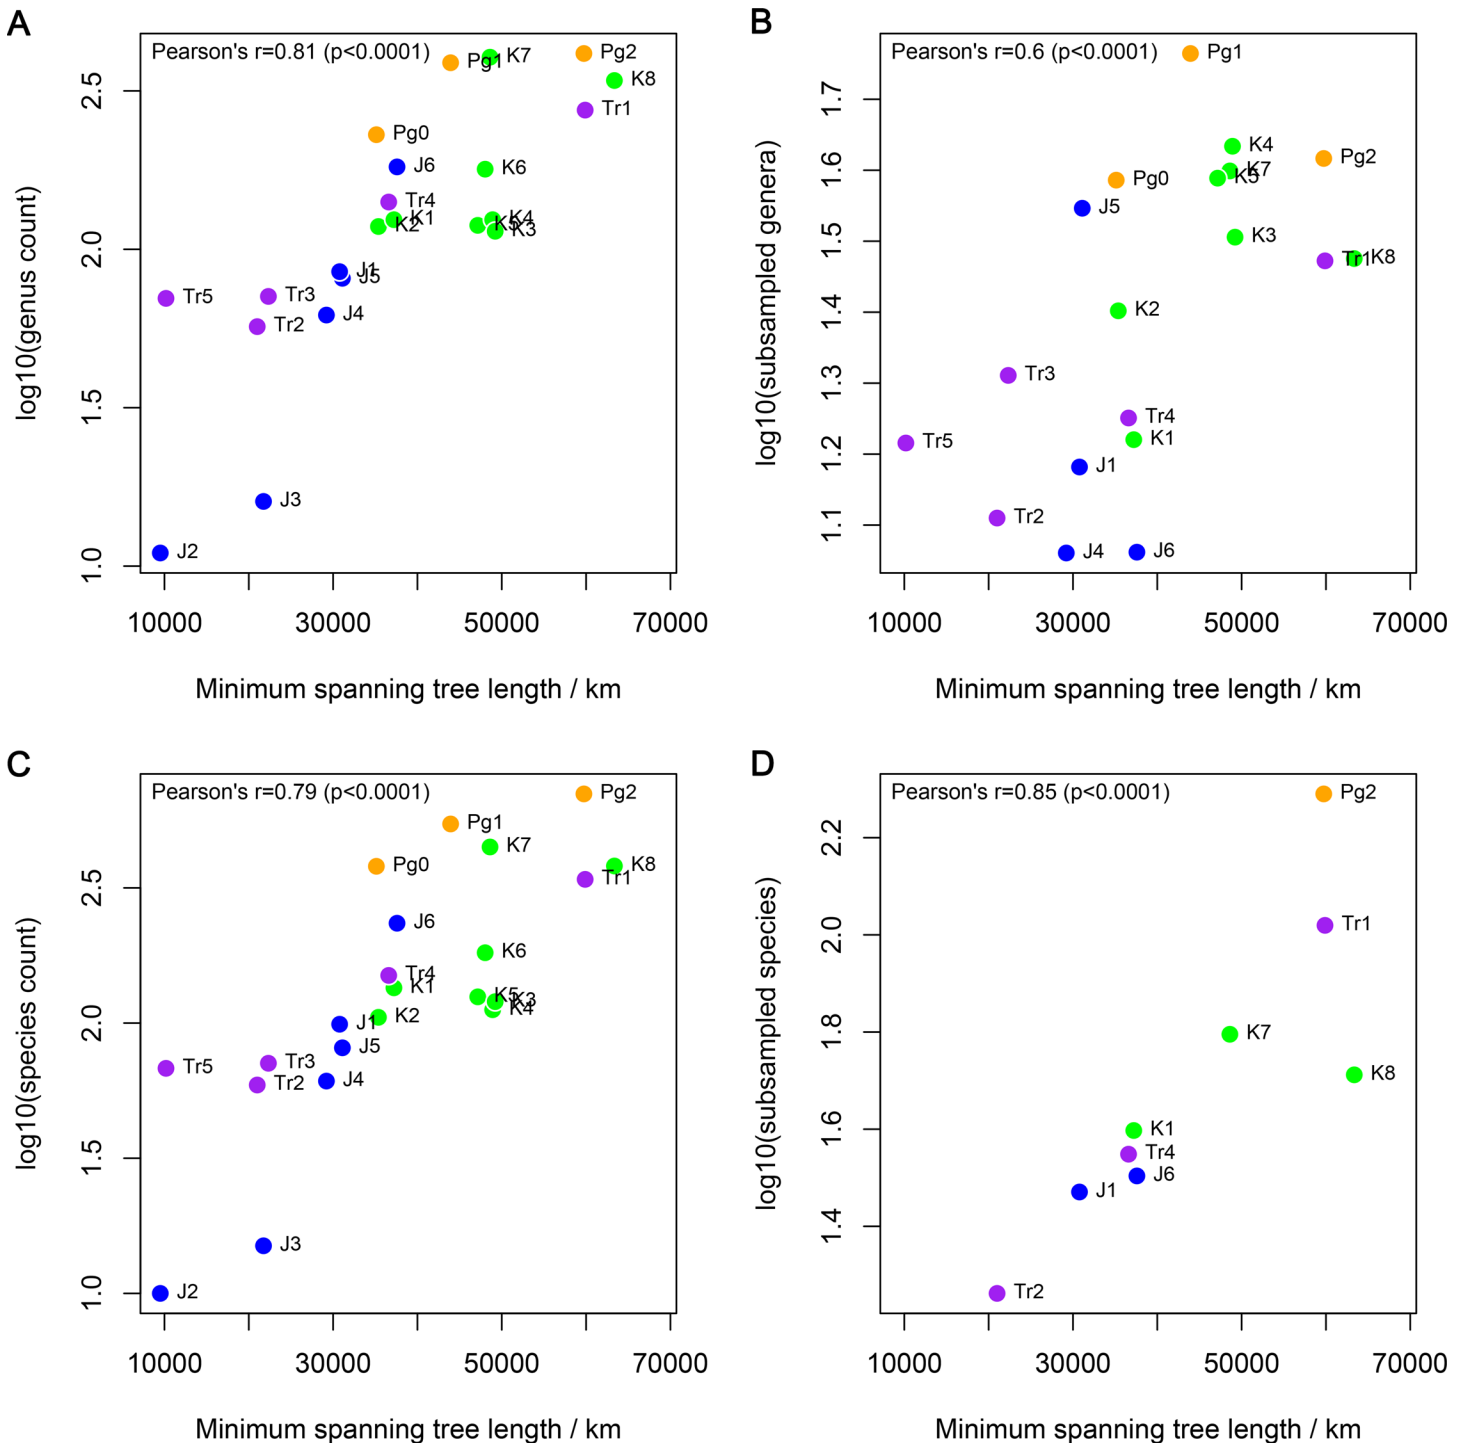 A
Pearson's r=0.81 (p<0.0001)
Pg1
K7
Pg2
K8
Tr1
Pg0
J6
K6
Tr4
K1
K2
K4
K5
K3
J1
J5
Tr5
Tr3
J4
Tr2
J3
J2
1.0
1.5
2.0
2.5
log10(genus count)
10000
30000
50000
70000
Minimum spanning tree length / km
B
Pearson's r=0.6 (p<0.0001)
Pg1
K4
Pg2
K7
K5
Pg0
J5
K3
Tr1
K8
K2
Tr3
Tr4
K1
Tr5
J1
Tr2
J4
J6
1.1
1.2
1.3
1.4
1.5
1.6
1.7
log10(subsampled genera)
10000
30000
50000
70000
Minimum spanning tree length / km
C
Pearson's r=0.79 (p<0.0001)
Pg2
Pg1
K7
Pg0
K8
Tr1
J6
K6
Tr4
K1
K5
K3
K4
K2
J1
J5
Tr5
Tr3
Tr2
J4
J3
J2
1.0
1.5
2.0
2.5
log10(species count)
10000
30000
50000
70000
Minimum spanning tree length / km
D
Pearson's r=0.85 (p<0.0001)
Pg2
Tr1
K7
K8
K1
Tr4
J6
J1
Tr2
1.4
1.6
1.8
2.0
2.2
log10(subsampled species)
10000
30000
50000
70000
Minimum spanning tree length / km